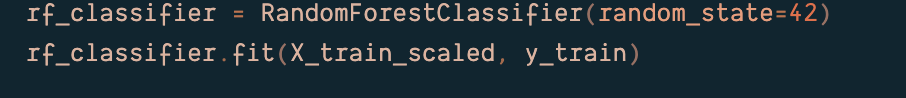 rf_classifier = RandomForestClassifier(random_state=42)
rf_classifier.fit(X_train_scaled, y_train)